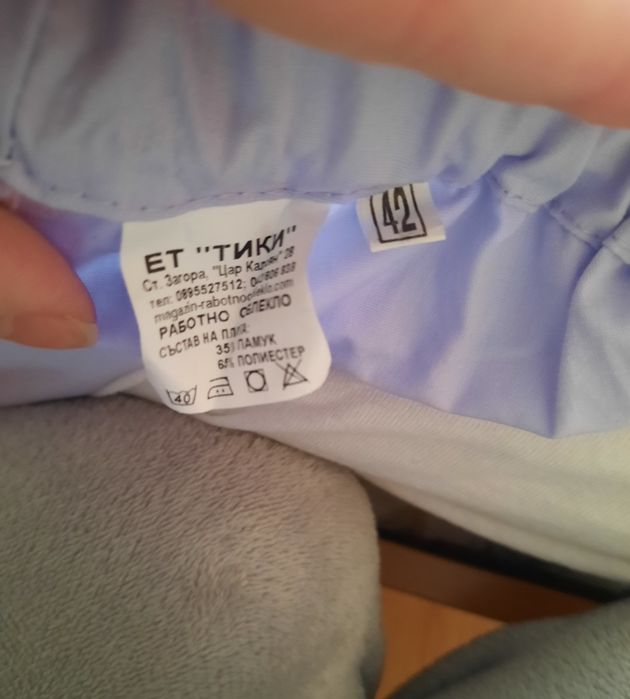 ЕТ "ТИКИ"
Ст. Загора, "Цар Калоян" 28
тел: 0895527512;
magazin-rabotnoobleklo.com
РАБОТНО ОБЛЕКЛО
СЪСТАВ НА ПЛАТ:
35% ПАМУК
65% ПОЛИЕСТЕР
40
42